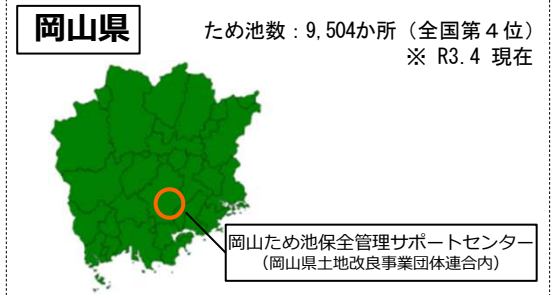 岡山県
ため池数：9,504か所（全国第４位）
※ R3.4 現在
岡山ため池保全管理サポートセンター
（岡山県土地改良事業団体連合内）